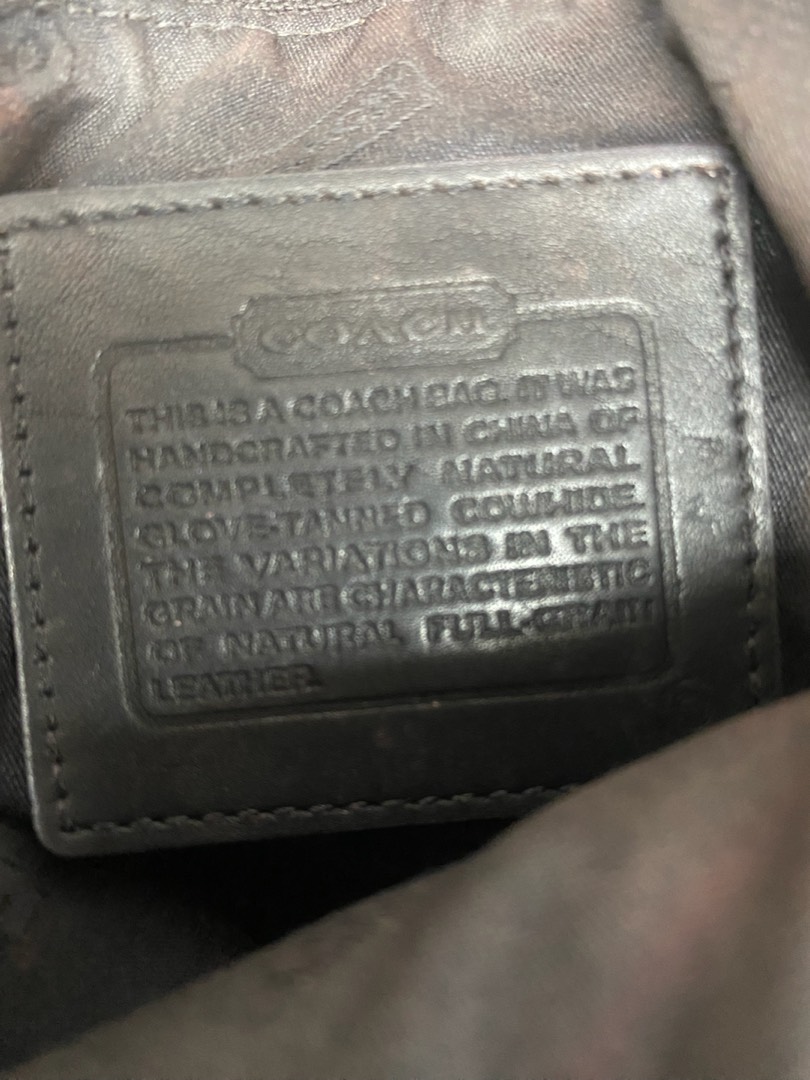 COACH
THIS IS A COACH BAG. IT WAS
HANDCRAFTED IN CHINA OF
COMPLETELY NATURAL
GLOVE-TANNED COWHIDE.
THE VARIATIONS IN THE
GRAIN ARE CHARACTERISTIC
OF NATURAL FULL-GRAIN
LEATHER.